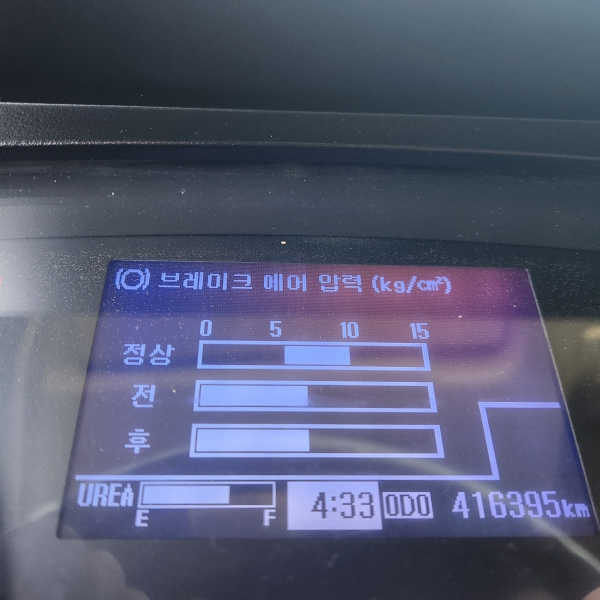 브레이크 에어 압력 (kg/cm²)
0 5 10 15
정상
전
후
UREA E F 4:33 ODO 416395km